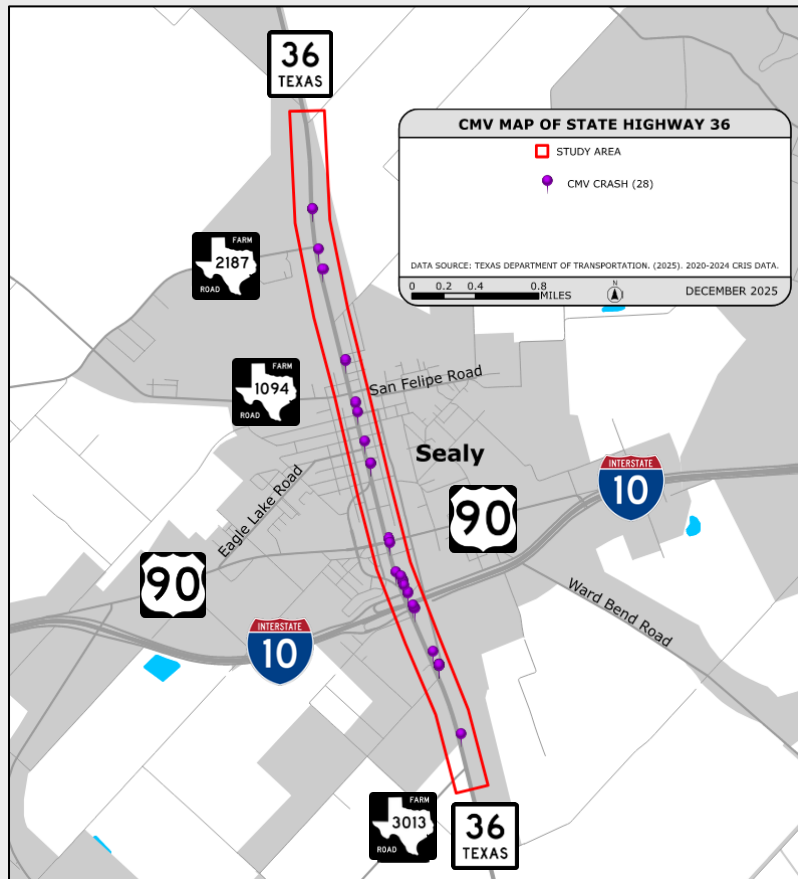 36
TEXAS
CMV MAP OF STATE HIGHWAY 36
STUDY AREA
CMV CRASH (28)
DATA SOURCE: TEXAS DEPARTMENT OF TRANSPORTATION. (2025). 2020-2024 CRIS DATA.
0 0.2 0.4 0.8
MILES
N
DECEMBER 2025
FARM
2187
ROAD
FARM
1094
ROAD
San Felipe Road
Sealy
Eagle Lake Road
INTERSTATE
10
90
90
Ward Bend Road
INTERSTATE
10
FARM
3013
ROAD
36
TEXAS